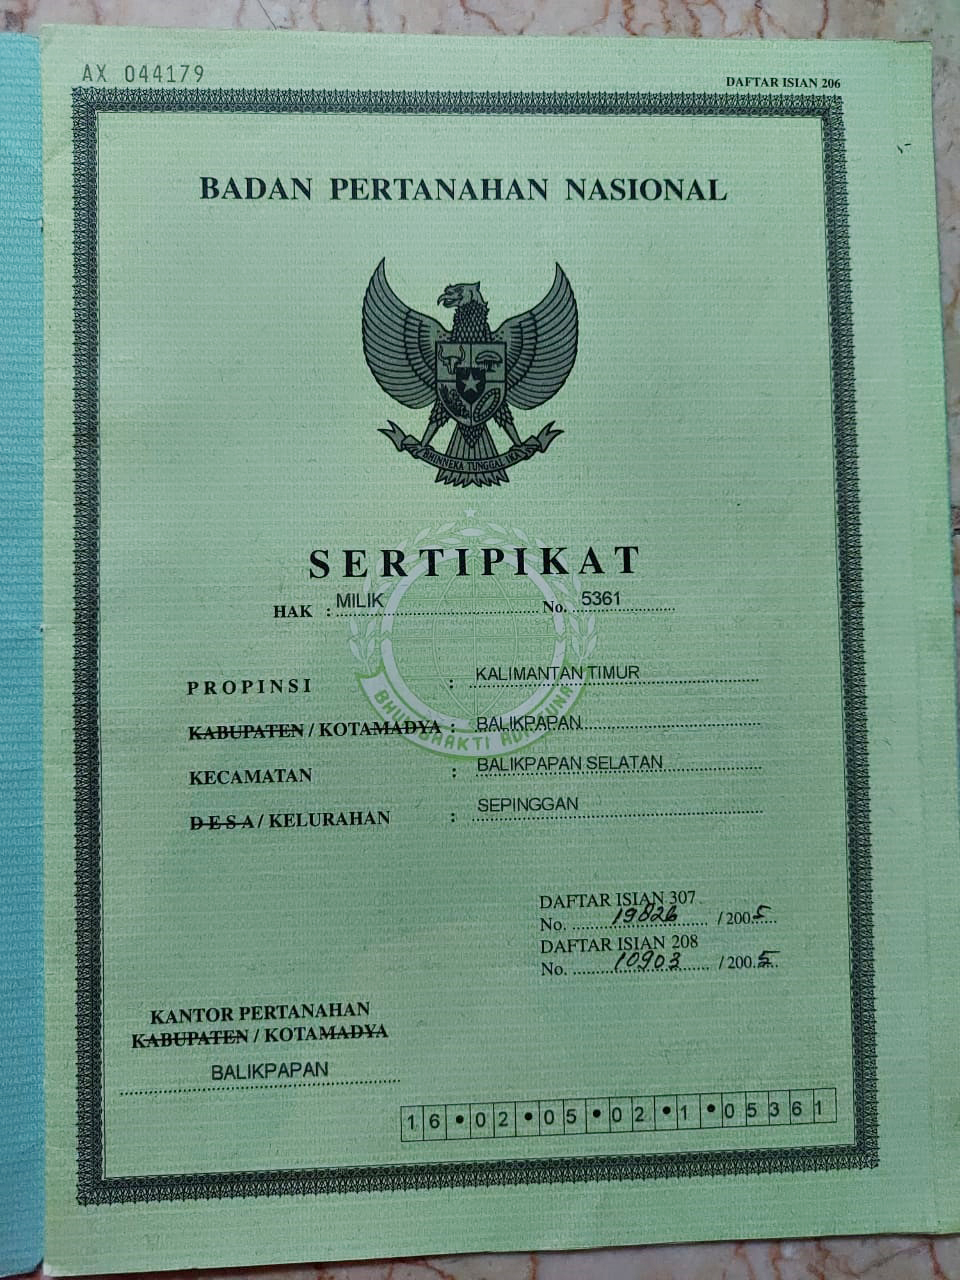 AX 044179
DAFTAR ISIAN 206
BADAN PERTANAHAN NASIONAL
BHINNEKA TUNGGAL IKA
SERTIPIKAT
HAK : MILIK No. 5361
PROPINSI : KALIMANTAN TIMUR
KABUPATEN / KOTAMADYA : BALIKPAPAN
KECAMATAN : BALIKPAPAN SELATAN
DESA / KELURAHAN : SEPINGGAN
DAFTAR ISIAN 307
No. 19826 / 2005
DAFTAR ISIAN 208
No. 10903 / 2005
KANTOR PERTANAHAN
KABUPATEN / KOTAMADYA
BALIKPAPAN
16•02•05•02•1•05361